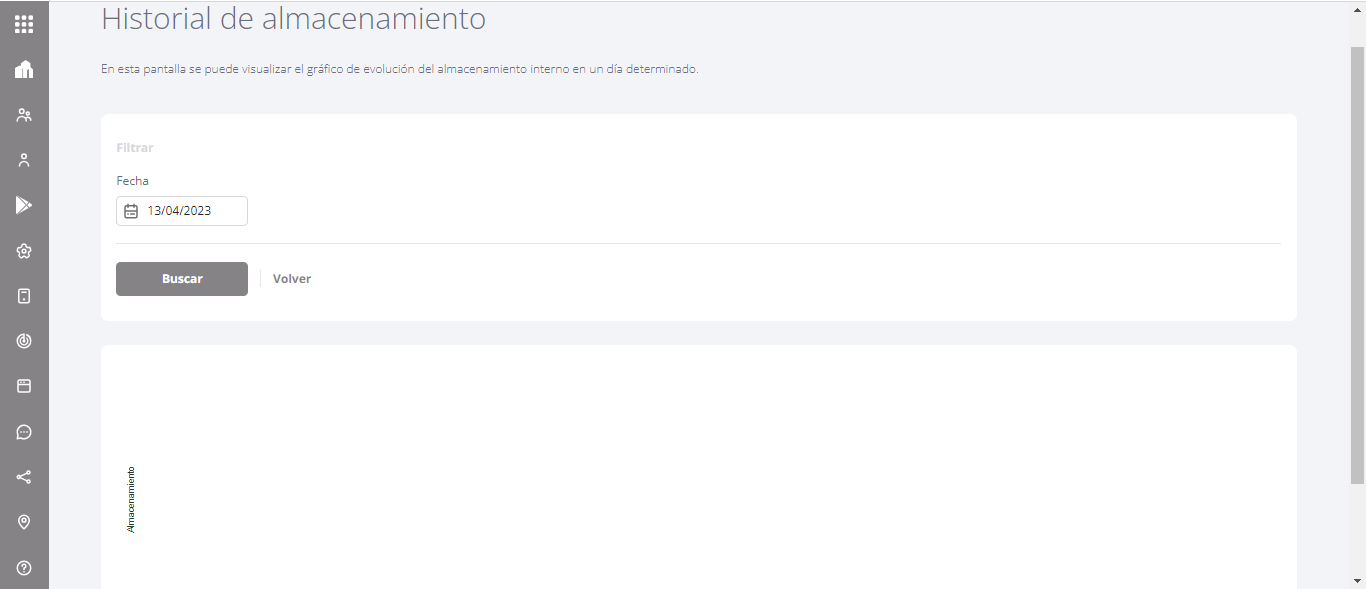 Historial de almacenamiento
En esta pantalla se puede visualizar el gráfico de evolución del almacenamiento interno en un día determinado.
Filtrar
Fecha
13/04/2023
Buscar
Volver
Almacenamiento